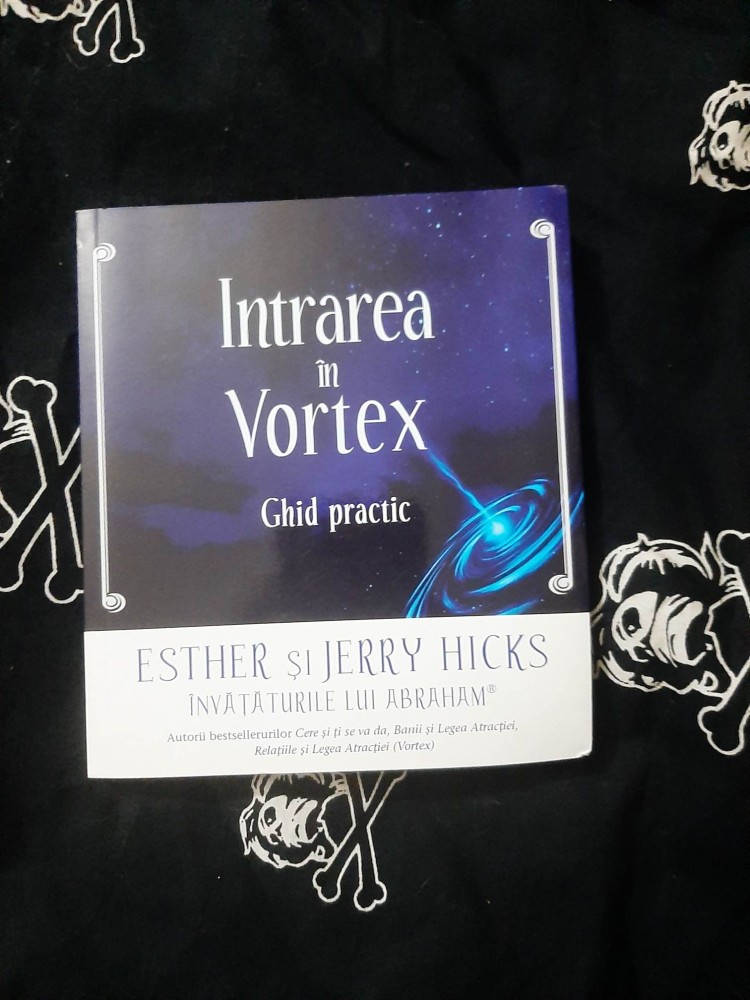 Intrarea
în
Vortex
Ghid practic
ESTHER ȘI JERRY HICKS
ÎNVĂȚĂTURILE LUI ABRAHAM®
Autorii bestsellerurilor Cere și ți se va da, Banii și Legea Atracției,
Relațiile și Legea Atracției (Vortex)